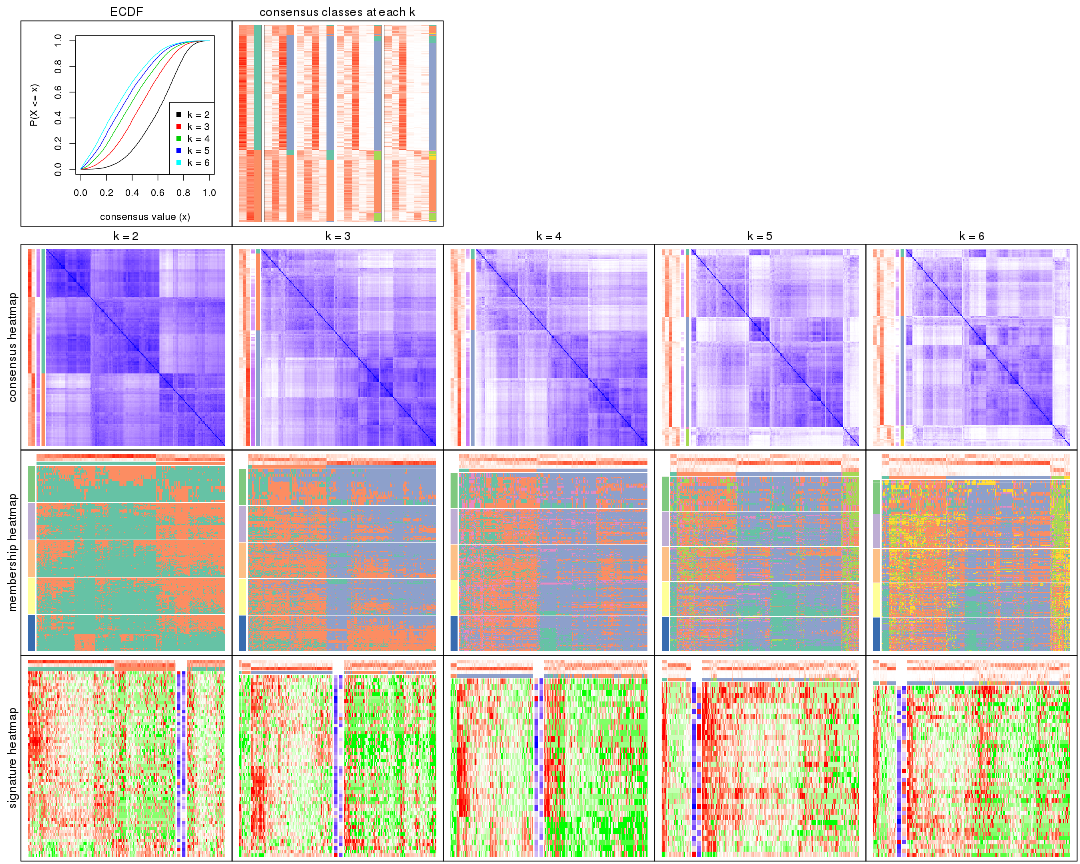 ECDF
consensus classes at each k
P(X <= x)
0.0 0.2 0.4 0.6 0.8 1.0
k = 2
k = 3
k = 4
k = 5
k = 6
0.0 0.2 0.4 0.6 0.8 1.0
consensus value (x)
k = 2 k = 3 k = 4 k = 5 k = 6
consensus heatmap
membership heatmap
signature heatmap